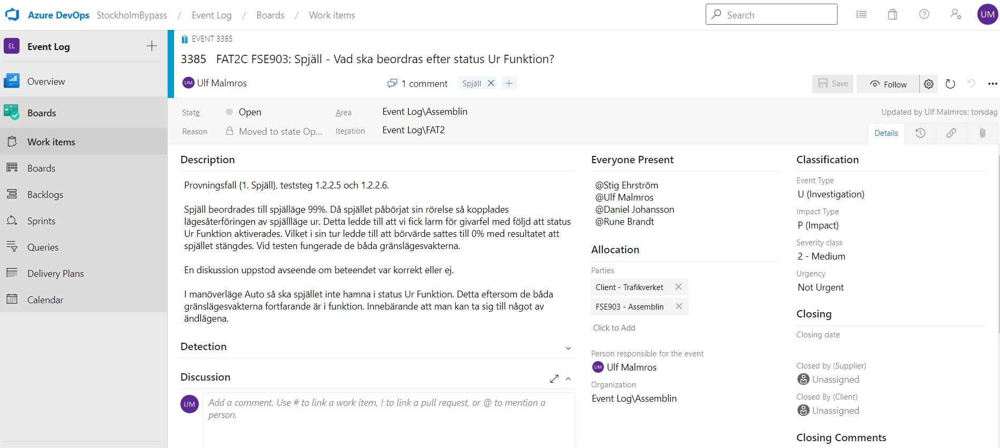 Azure DevOps StockholmBypass / Event Log / Boards / Work items
Search
UM
EL Event Log
Overview
Boards
Work items
Boards
Backlogs
Sprints
Queries
Delivery Plans
Calendar
EVENT 3385
3385 FAT2C FSE903: Spjäll - Vad ska beordras efter status Ur Funktion?
UM Ulf Malmros
1 comment
Spjäll
Save
Follow
State Open
Area Event Log\Assemblin
Updated by Ulf Malmros: torsdag
Reason Moved to state Op...
Iteration Event Log\FAT2
Details
Description
Provningsfall {1. Spjäll}, teststeg 1.2.2.5 och 1.2.2.6.
Spjäll beordrades till spjälläge 99%. Då spjället påbörjat sin rörelse så kopplades
lägesåterföringen av spjälläge ur. Detta ledde till att vi fick larm för givarfel med följd att status
Ur Funktion aktiverades. Vilket i sin tur ledde till att börvärde sattes till 0% med resultatet att
spjället stängdes. Vid testen fungerade de båda gränslägesvakterna.
En diskussion uppstod avseende om beteendet var korrekt eller ej.
I manöverläge Auto så ska spjället inte hamna i status Ur Funktion. Detta eftersom de båda
gränslägesvakterna fortfarande är i funktion. Innebärande att man kan ta sig till något av
ändlägena.
Detection
Discussion
UM
Add a comment. Use # to link a work item, ! to link a pull request, or @ to mention a
person.
Everyone Present
@Stig Ehrström
@Ulf Malmros
@Daniel Johansson
@Rune Brandt
Allocation
Parties
Client - Trafikverket
FSE903 - Assemblin
Click to Add
Person responsible for the event
UM Ulf Malmros
Organization
Event Log\Assemblin
Classification
Event Type
U (Investigation)
Impact Type
P (Impact)
Severity class
2 - Medium
Urgency
Not Urgent
Closing
Closing date
Closed by (Supplier)
Unassigned
Closed By (Client)
Unassigned
Closing Comments